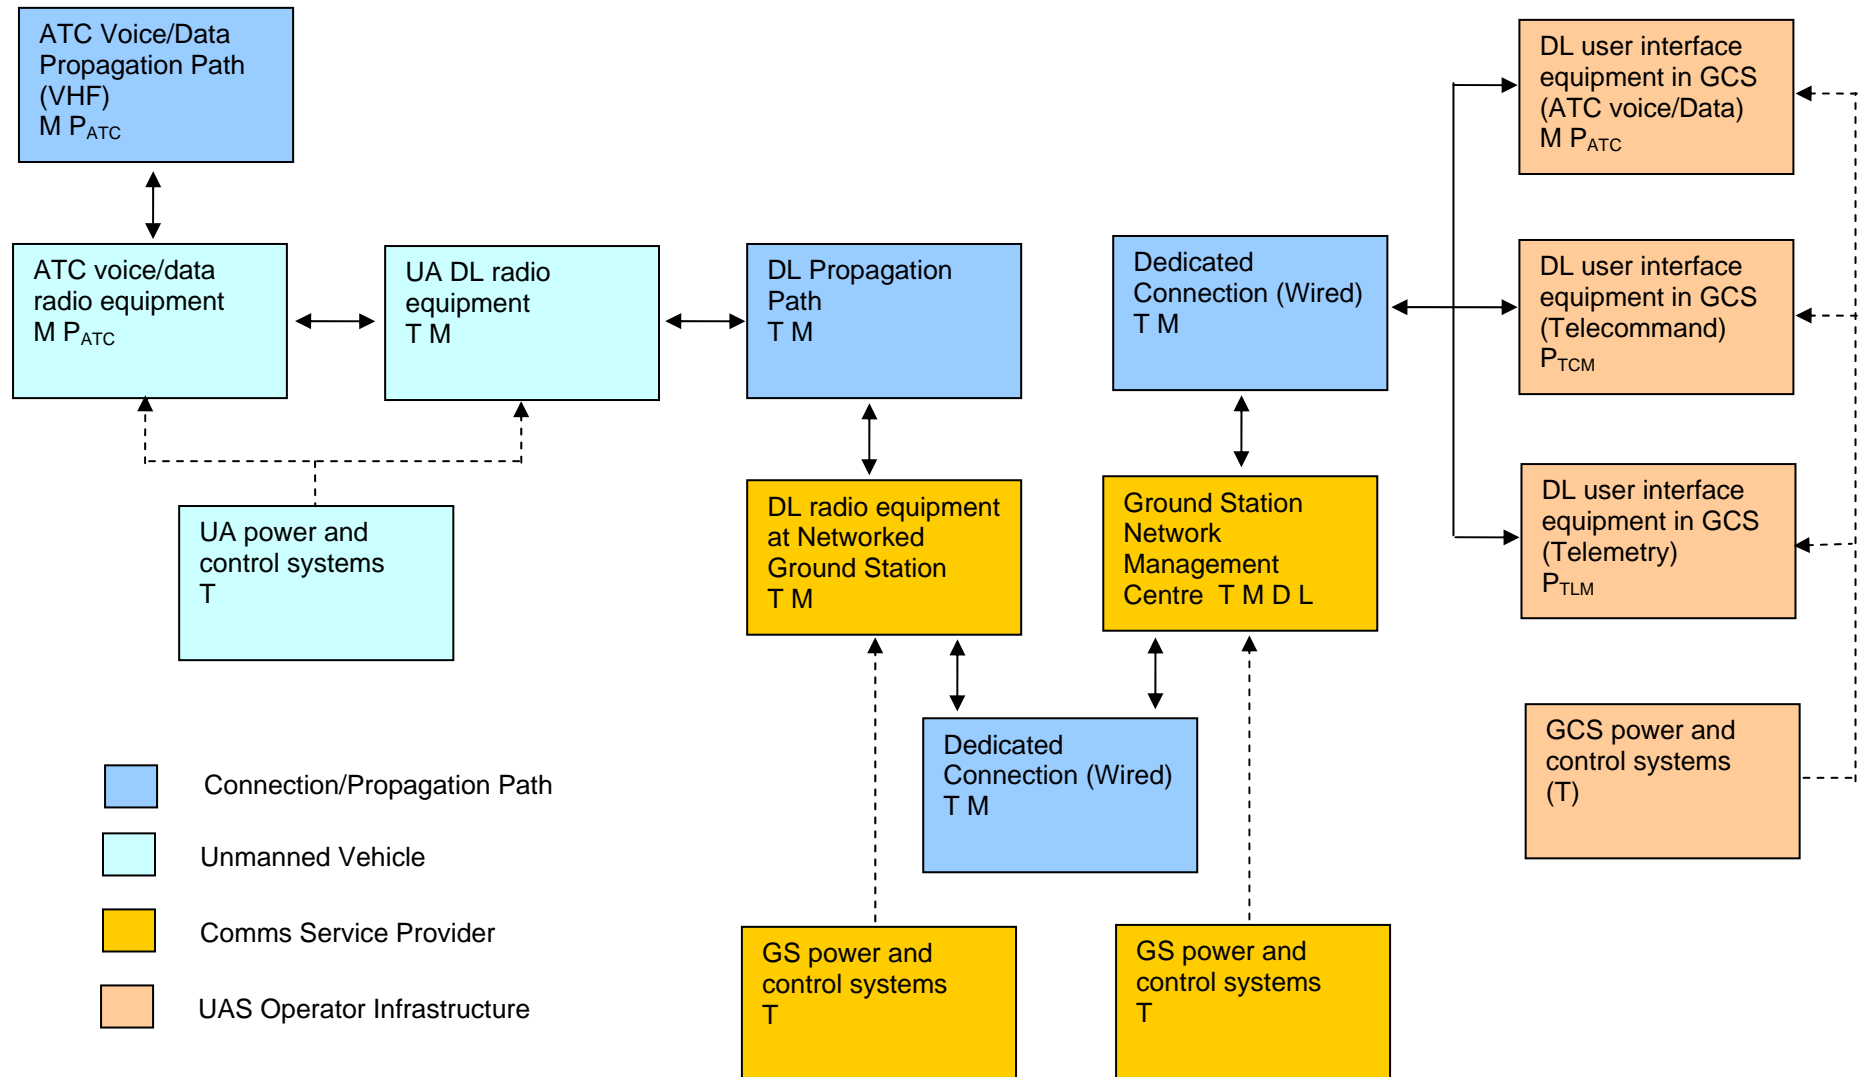 ATC Voice/Data
Propagation Path
(VHF)
M PATC
DL user interface
equipment in GCS
(ATC voice/Data)
M PATC
ATC voice/data
radio equipment
M PATC
UA DL radio
equipment
T M
DL Propagation
Path
T M
Dedicated
Connection (Wired)
T M
DL user interface
equipment in GCS
(Telecommand)
PTCM
UA power and
control systems
T
DL radio equipment
at Networked
Ground Station
T M
Ground Station
Network
Management
Centre T M D L
DL user interface
equipment in GCS
(Telemetry)
PTLM
Dedicated
Connection (Wired)
T M
GCS power and
control systems
(T)
Connection/Propagation Path
Unmanned Vehicle
Comms Service Provider
UAS Operator Infrastructure
GS power and
control systems
T
GS power and
control systems
T